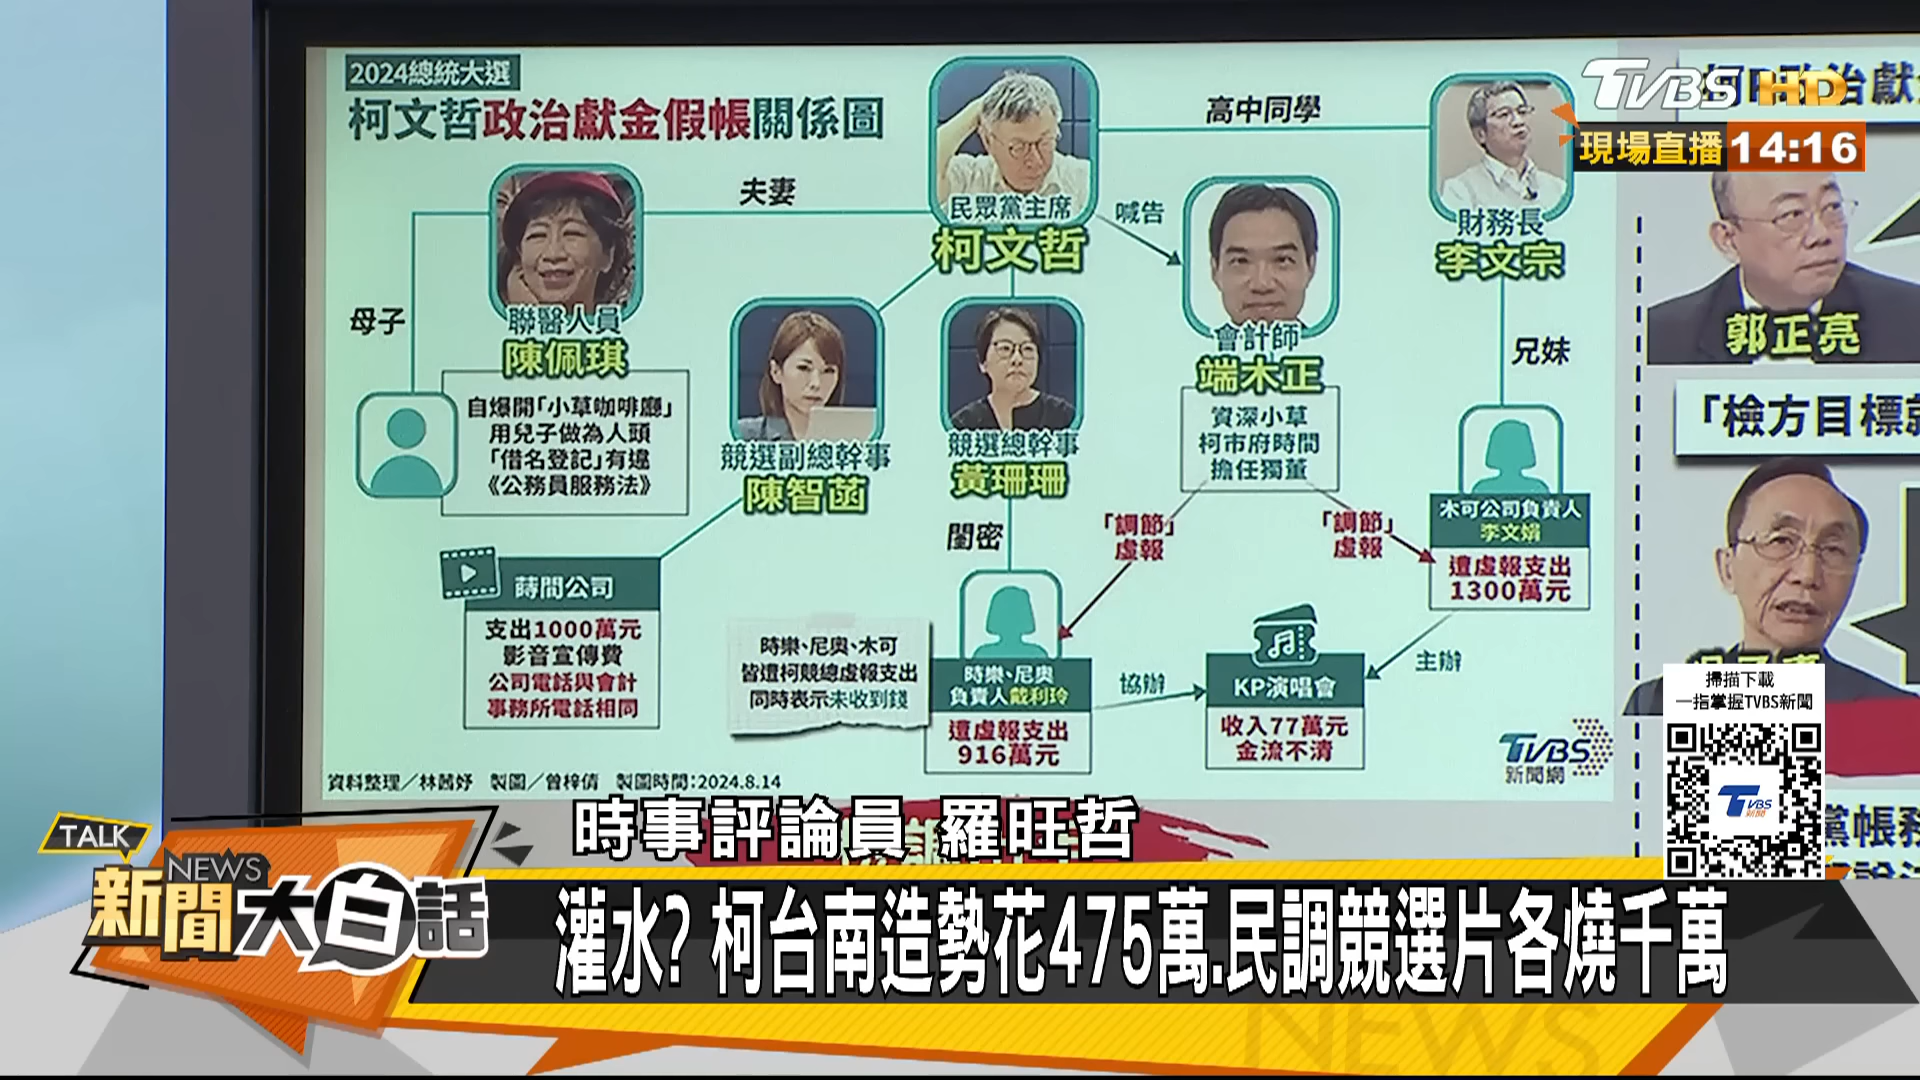 2024總統大選
柯文哲政治獻金假帳關係圖
TVBS HD
現場直播 14:16
高中同學
夫妻
民眾黨主席
柯文哲
喊告
財務長
李文宗
母子
聯醫人員
陳佩琪
會計師
端木正
兄妹
郭正亮
自爆開「小草咖啡廳」
用兒子做為人頭
「借名登記」有違
《公務員服務法》
競選副總幹事
陳智菡
競選總幹事
黃珊珊
資深小草
柯市府時間
擔任獨董
「檢方目標
閨密
「調節」
虛報
「調節」
虛報
木可公司負責人
李文娟
遭虛報支出
1300萬元
蒔間公司
支出1000萬元
影音宣傳費
公司電話與會計
事務所電話相同
時樂、尼奧、木可
皆遭柯競總虛報支出
同時表示未收到錢
時樂、尼奧
負責人戴利玲
遭虛報支出
916萬元
協辦
主辦
KP演唱會
收入77萬元
金流不清
TVBS
新聞網
掃描下載
一指掌握TVBS新聞
TVBS
新聞
資料整理／林茜妤 製圖／曾梓倩 製圖時間：2024.8.14
時事評論員 羅旺哲
TALK
NEWS
新聞大白話
灌水? 柯台南造勢花475萬.民調競選片各燒千萬
NEWS